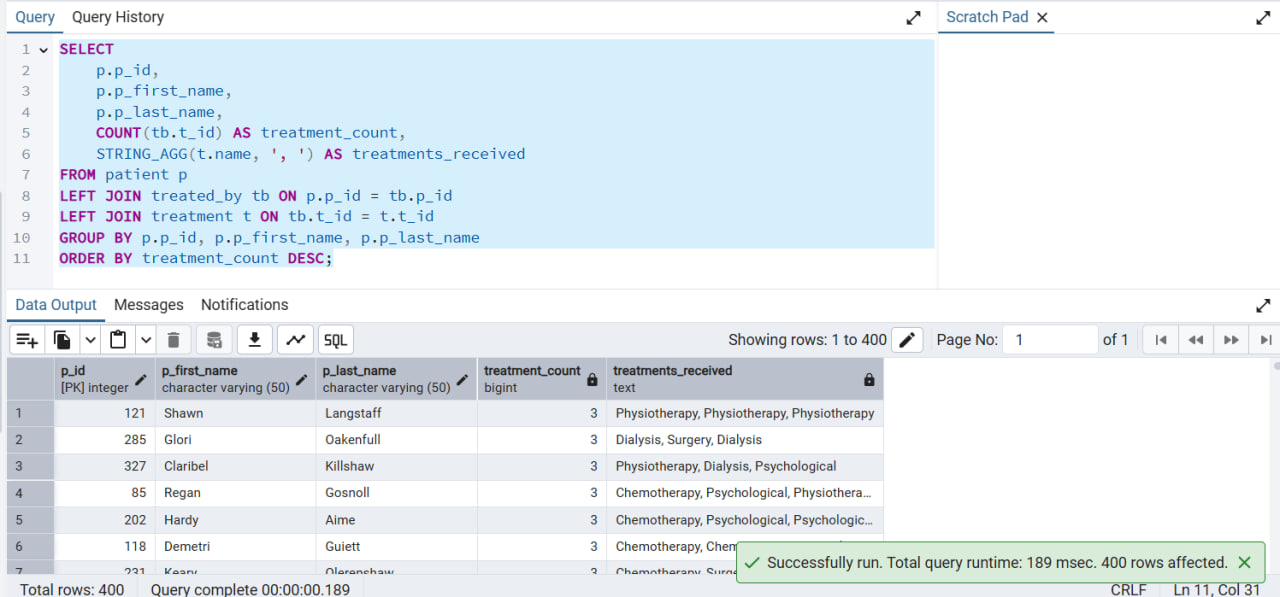 Query Query History Scratch Pad
1 SELECT
2 p.p_id,
3 p.p_first_name,
4 p.p_last_name,
5 COUNT(tb.t_id) AS treatment_count,
6 STRING_AGG(t.name, ', ') AS treatments_received
7 FROM patient p
8 LEFT JOIN treated_by tb ON p.p_id = tb.p_id
9 LEFT JOIN treatment t ON tb.t_id = t.t_id
10 GROUP BY p.p_id, p.p_first_name, p.p_last_name
11 ORDER BY treatment_count DESC;
Data Output Messages Notifications
SQL Showing rows: 1 to 400 Page No: 1 of 1
p_id p_first_name p_last_name treatment_count treatments_received
[PK] integer character varying (50) character varying (50) bigint text
1 121 Shawn Langstaff 3 Physiotherapy, Physiotherapy, Physiotherapy
2 285 Glori Oakenfull 3 Dialysis, Surgery, Dialysis
3 327 Claribel Killshaw 3 Physiotherapy, Dialysis, Psychological
4 85 Regan Gosnoll 3 Chemotherapy, Psychological, Physiothera...
5 202 Hardy Aime 3 Chemotherapy, Psychological, Psychologic...
6 118 Demetri Guiett 3 Chemotherapy, Chem
Successfully run. Total query runtime: 189 msec. 400 rows affected.
7 231 Keary Olerenshaw 3 Chemotherapy, Surge
Total rows: 400 Query complete 00:00:00.189 CRLF Ln 11, Col 31